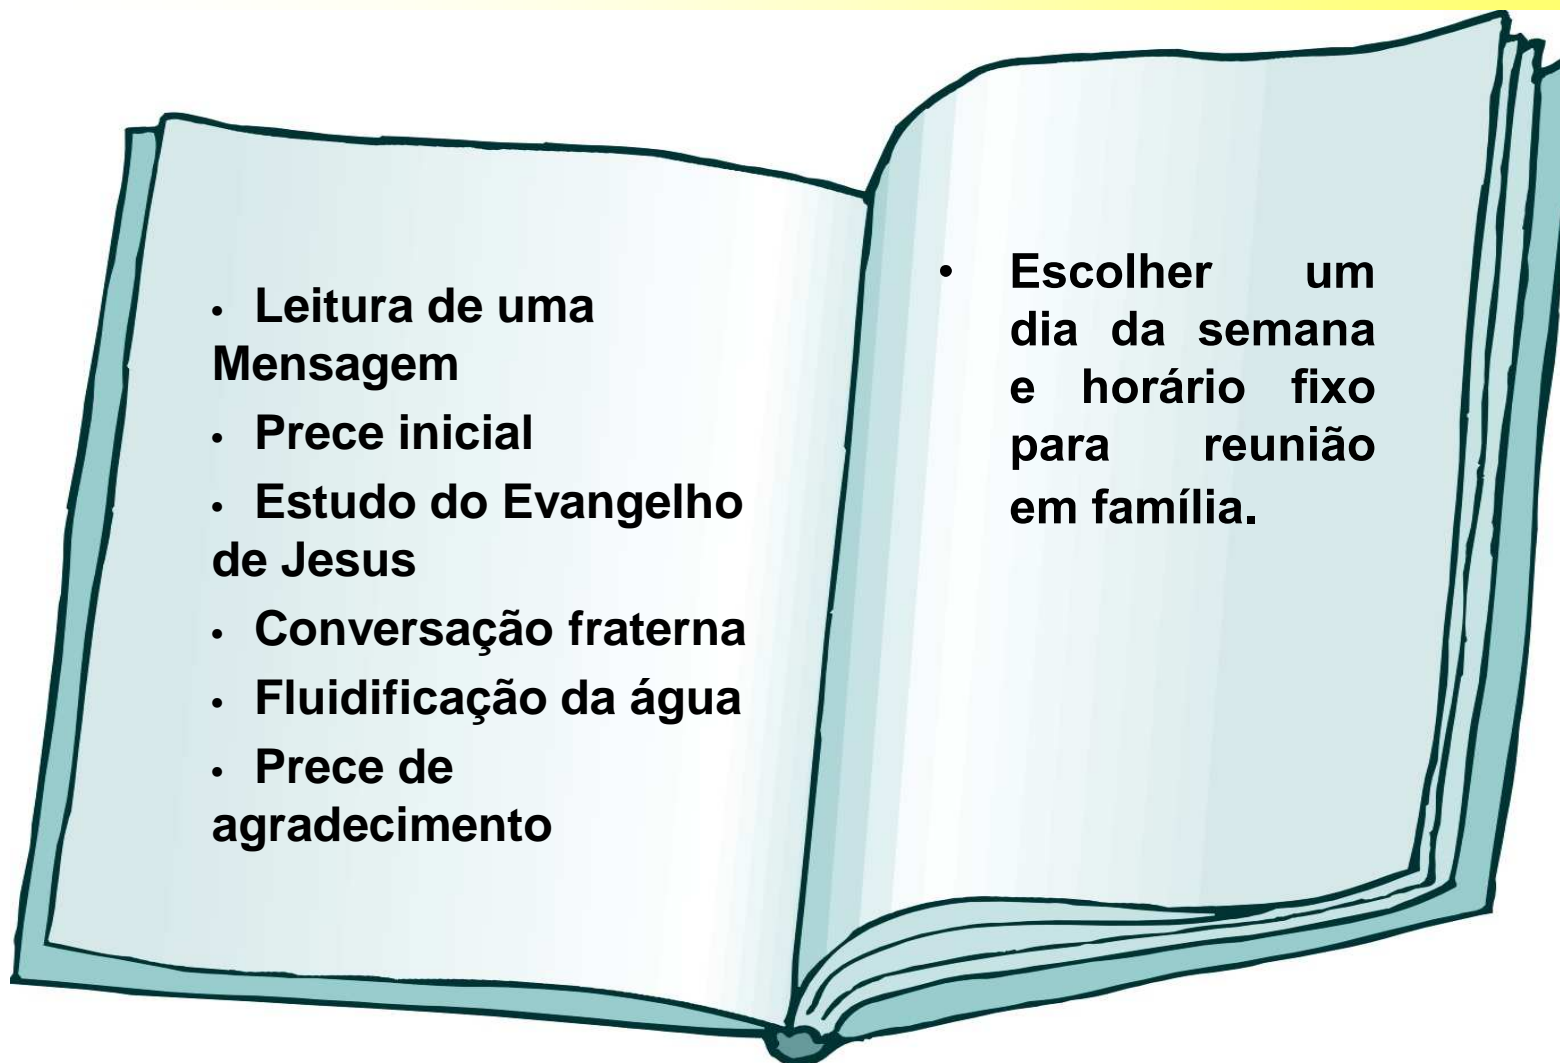 • Leitura de uma
Mensagem
• Prece inicial
• Estudo do Evangelho
de Jesus
• Conversação fraterna
• Fluidificação da água
• Prece de
agradecimento
• Escolher um
dia da semana
e horário fixo
para reunião
em família.